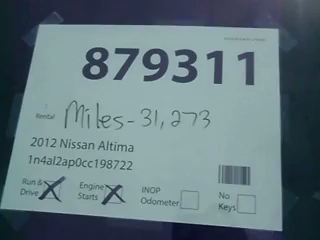 879311
Rental Miles-31,273
2012 Nissan Altima
1n4al2ap0cc198722
Run & Drive Engine Starts INOP Odometer No Keys